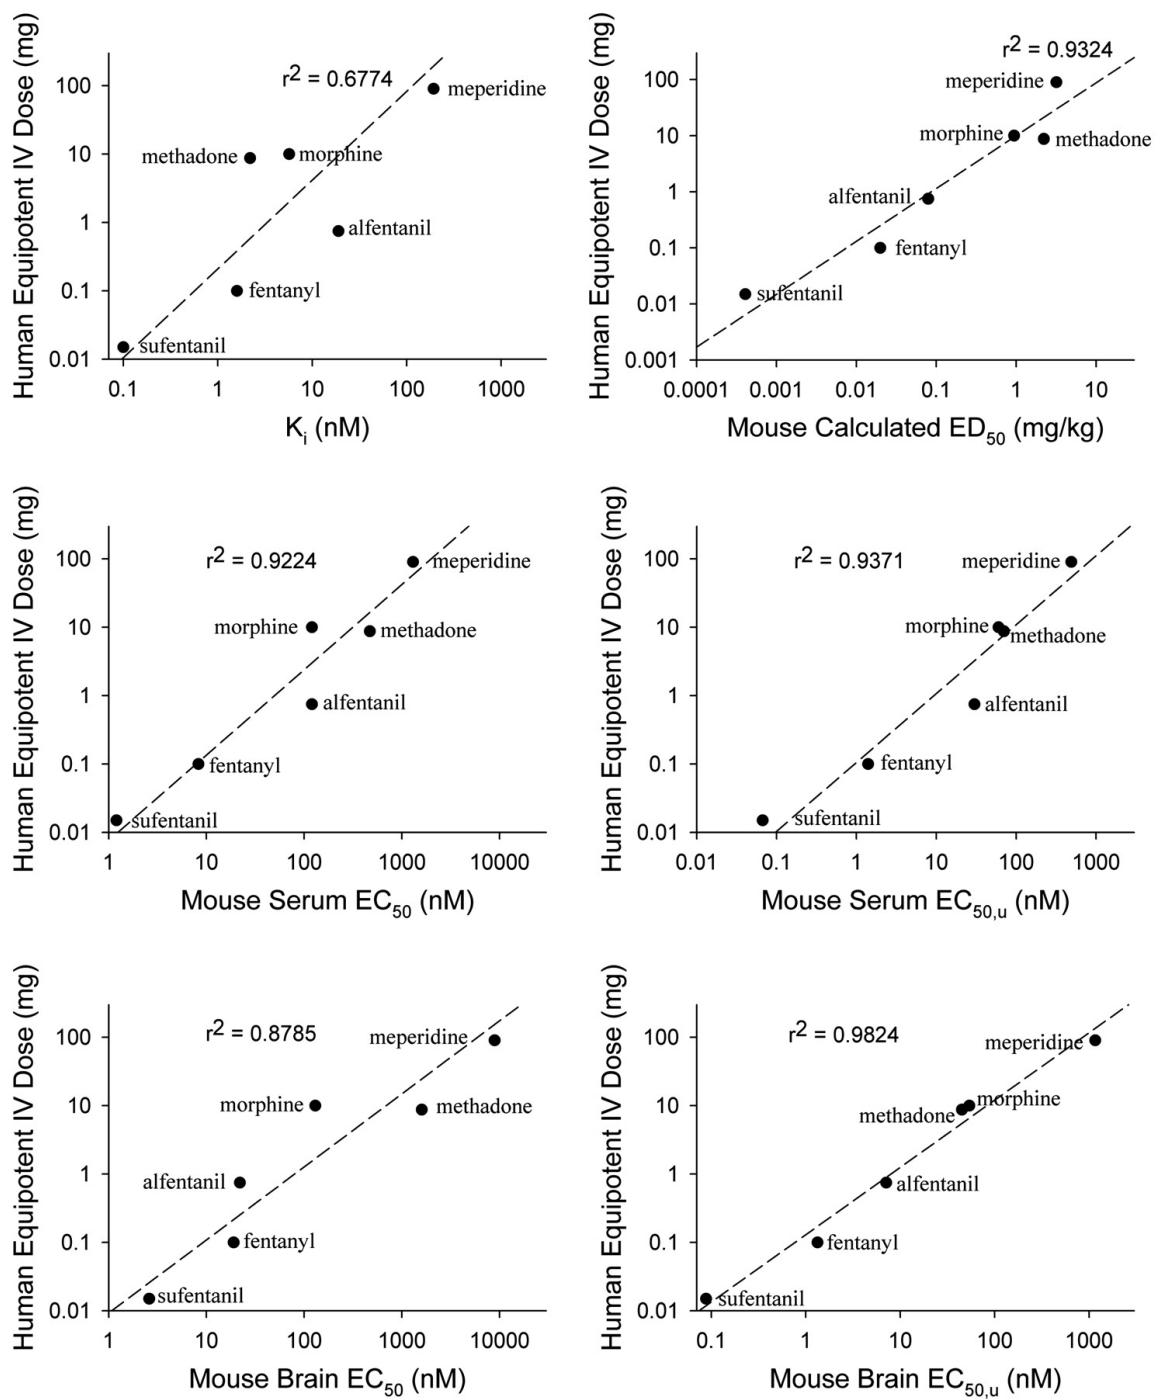 Human Equipotent IV Dose (mg)
100
10
1
0.1
0.01
r² = 0.6774
meperidine
methadone
morphine
alfentanil
fentanyl
sufentanil
0.1 1 10 100 1000
Kᵢ (nM)
Human Equipotent IV Dose (mg)
100
10
1
0.1
0.01
0.001
r² = 0.9324
meperidine
morphine
methadone
alfentanil
fentanyl
sufentanil
0.0001 0.001 0.01 0.1 1 10
Mouse Calculated ED₅₀ (mg/kg)
Human Equipotent IV Dose (mg)
100
10
1
0.1
0.01
r² = 0.9224
meperidine
morphine
methadone
alfentanil
fentanyl
sufentanil
1 10 100 1000 10000
Mouse Serum EC₅₀ (nM)
Human Equipotent IV Dose (mg)
100
10
1
0.1
0.01
r² = 0.9371
meperidine
morphine
methadone
alfentanil
fentanyl
sufentanil
0.01 0.1 1 10 100 1000
Mouse Serum EC₅₀,ᵤ (nM)
Human Equipotent IV Dose (mg)
100
10
1
0.1
0.01
r² = 0.8785
meperidine
morphine
methadone
alfentanil
fentanyl
sufentanil
1 10 100 1000 10000
Mouse Brain EC₅₀ (nM)
Human Equipotent IV Dose (mg)
100
10
1
0.1
0.01
r² = 0.9824
meperidine
morphine
methadone
alfentanil
fentanyl
sufentanil
0.1 1 10 100 1000
Mouse Brain EC₅₀,ᵤ (nM)